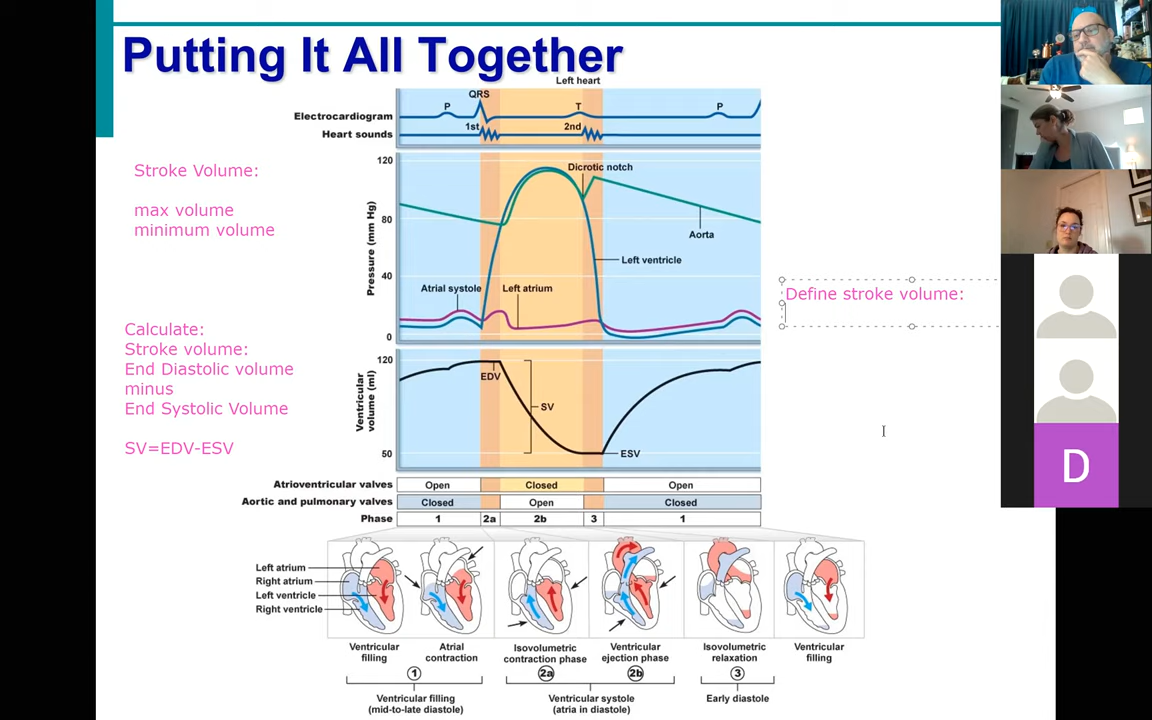 Putting It All Together
Left heart
QRS
P
T
P
Electrocardiogram
Heart sounds
1st
2nd
Stroke Volume:
max volume
minimum volume
Calculate:
Stroke volume:
End Diastolic volume
minus
End Systolic Volume
SV=EDV-ESV
Pressure (mm Hg)
120
80
40
0
Dicrotic notch
Aorta
Left ventricle
Atrial systole
Left atrium
Define stroke volume:
Ventricular
volume (ml)
120
50
EDV
SV
ESV
Atrioventricular valves
Open
Closed
Open
Aortic and pulmonary valves
Closed
Open
Closed
Phase
1
2a
2b
3
1
Left atrium
Right atrium
Left ventricle
Right ventricle
Ventricular
filling
Atrial
contraction
Isovolumetric
contraction phase
Ventricular
ejection phase
Isovolumetric
relaxation
Ventricular
filling
1
2a
2b
3
Ventricular filling
(mid-to-late diastole)
Ventricular systole
(atria in diastole)
Early diastole
D